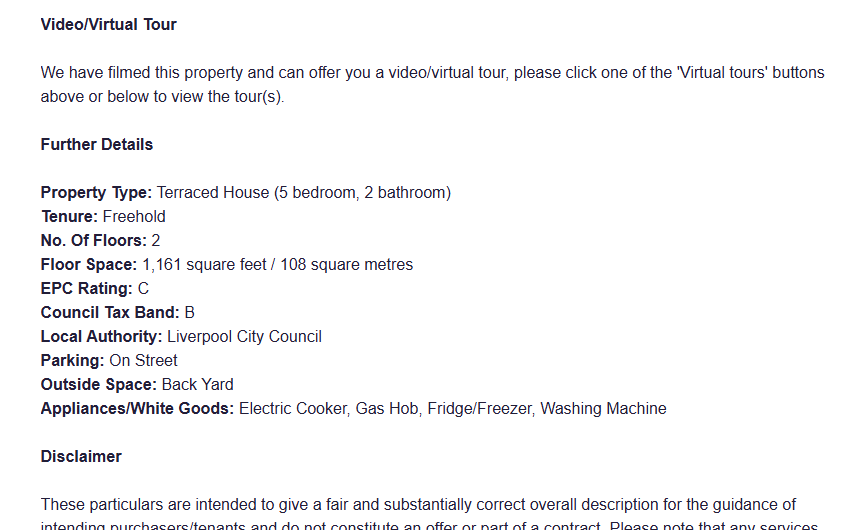 Video/Virtual Tour
We have filmed this property and can offer you a video/virtual tour, please click one of the 'Virtual tours' buttons
above or below to view the tour(s).
Further Details
Property Type: Terraced House (5 bedroom, 2 bathroom)
Tenure: Freehold
No. Of Floors: 2
Floor Space: 1,161 square feet / 108 square metres
EPC Rating: C
Council Tax Band: B
Local Authority: Liverpool City Council
Parking: On Street
Outside Space: Back Yard
Appliances/White Goods: Electric Cooker, Gas Hob, Fridge/Freezer, Washing Machine
Disclaimer
These particulars are intended to give a fair and substantially correct overall description for the guidance of
intending purchasers/tenants and do not constitute an offer or part of a contract. Please note that any services